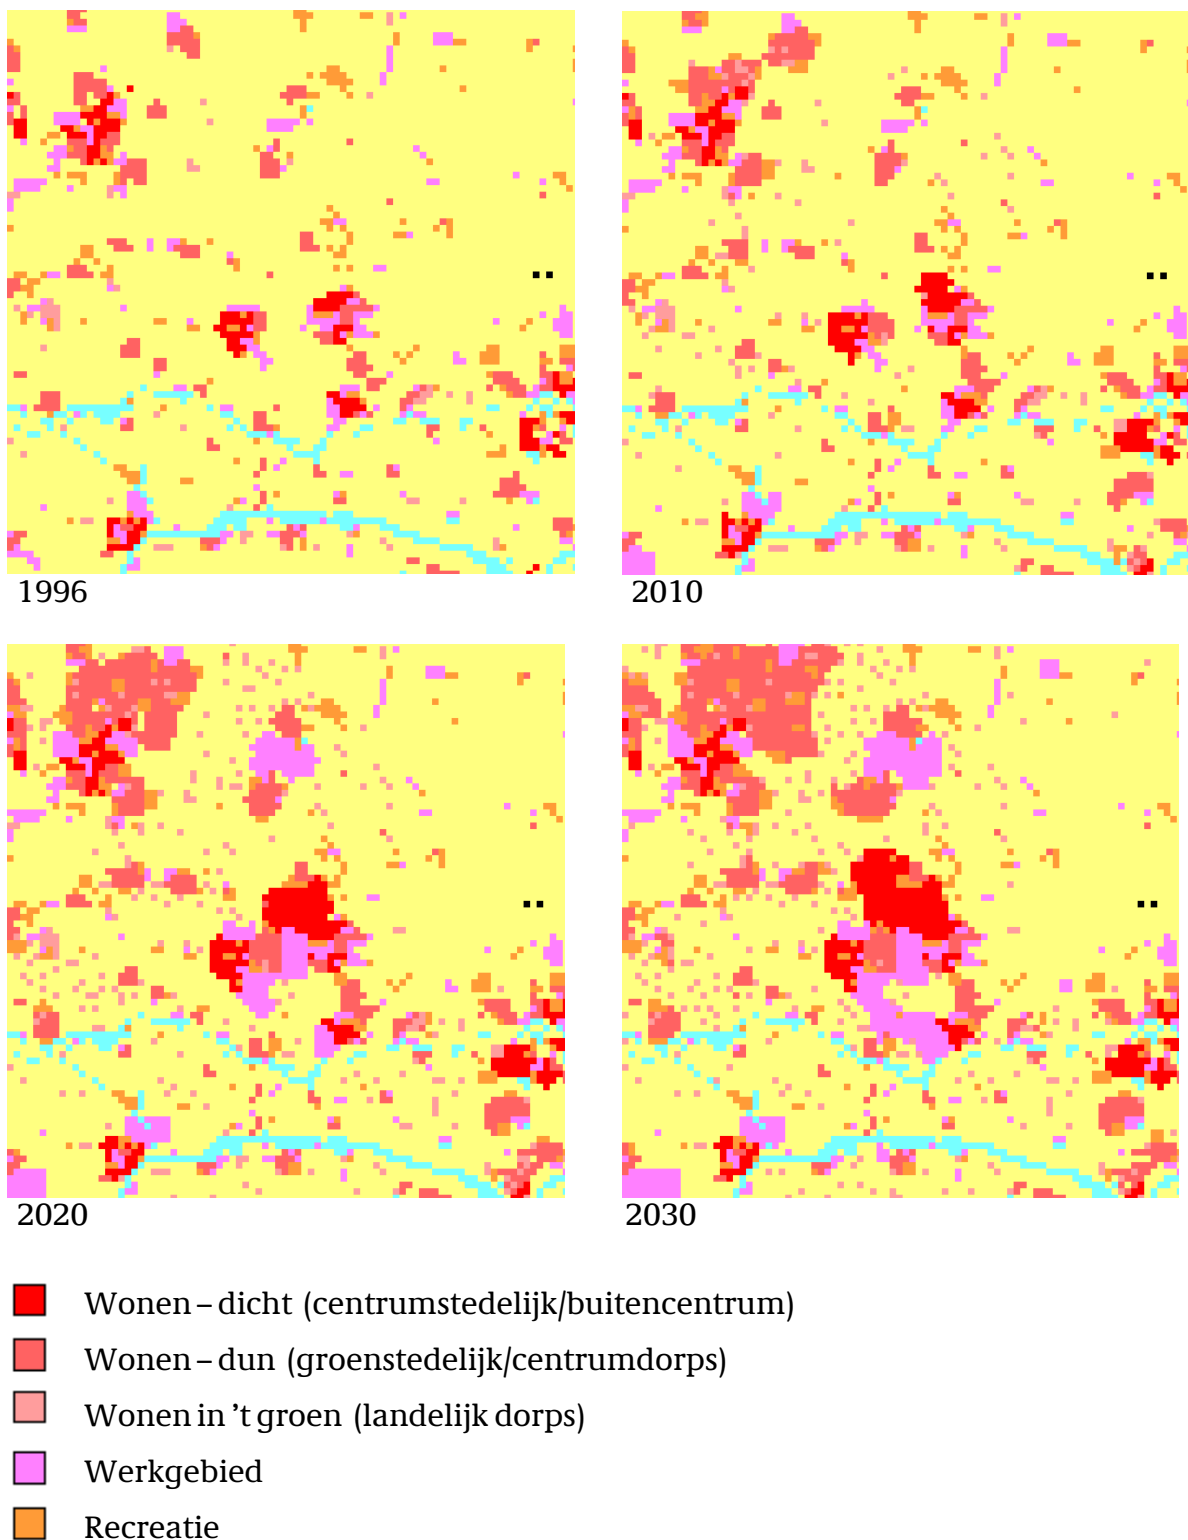 1996
2010
2020
2030
Wonen – dicht (centrumstedelijk/buitencentrum)
Wonen – dun (groenstedelijk/centrumdorps)
Wonen in ’t groen (landelijk dorps)
Werkgebied
Recreatie